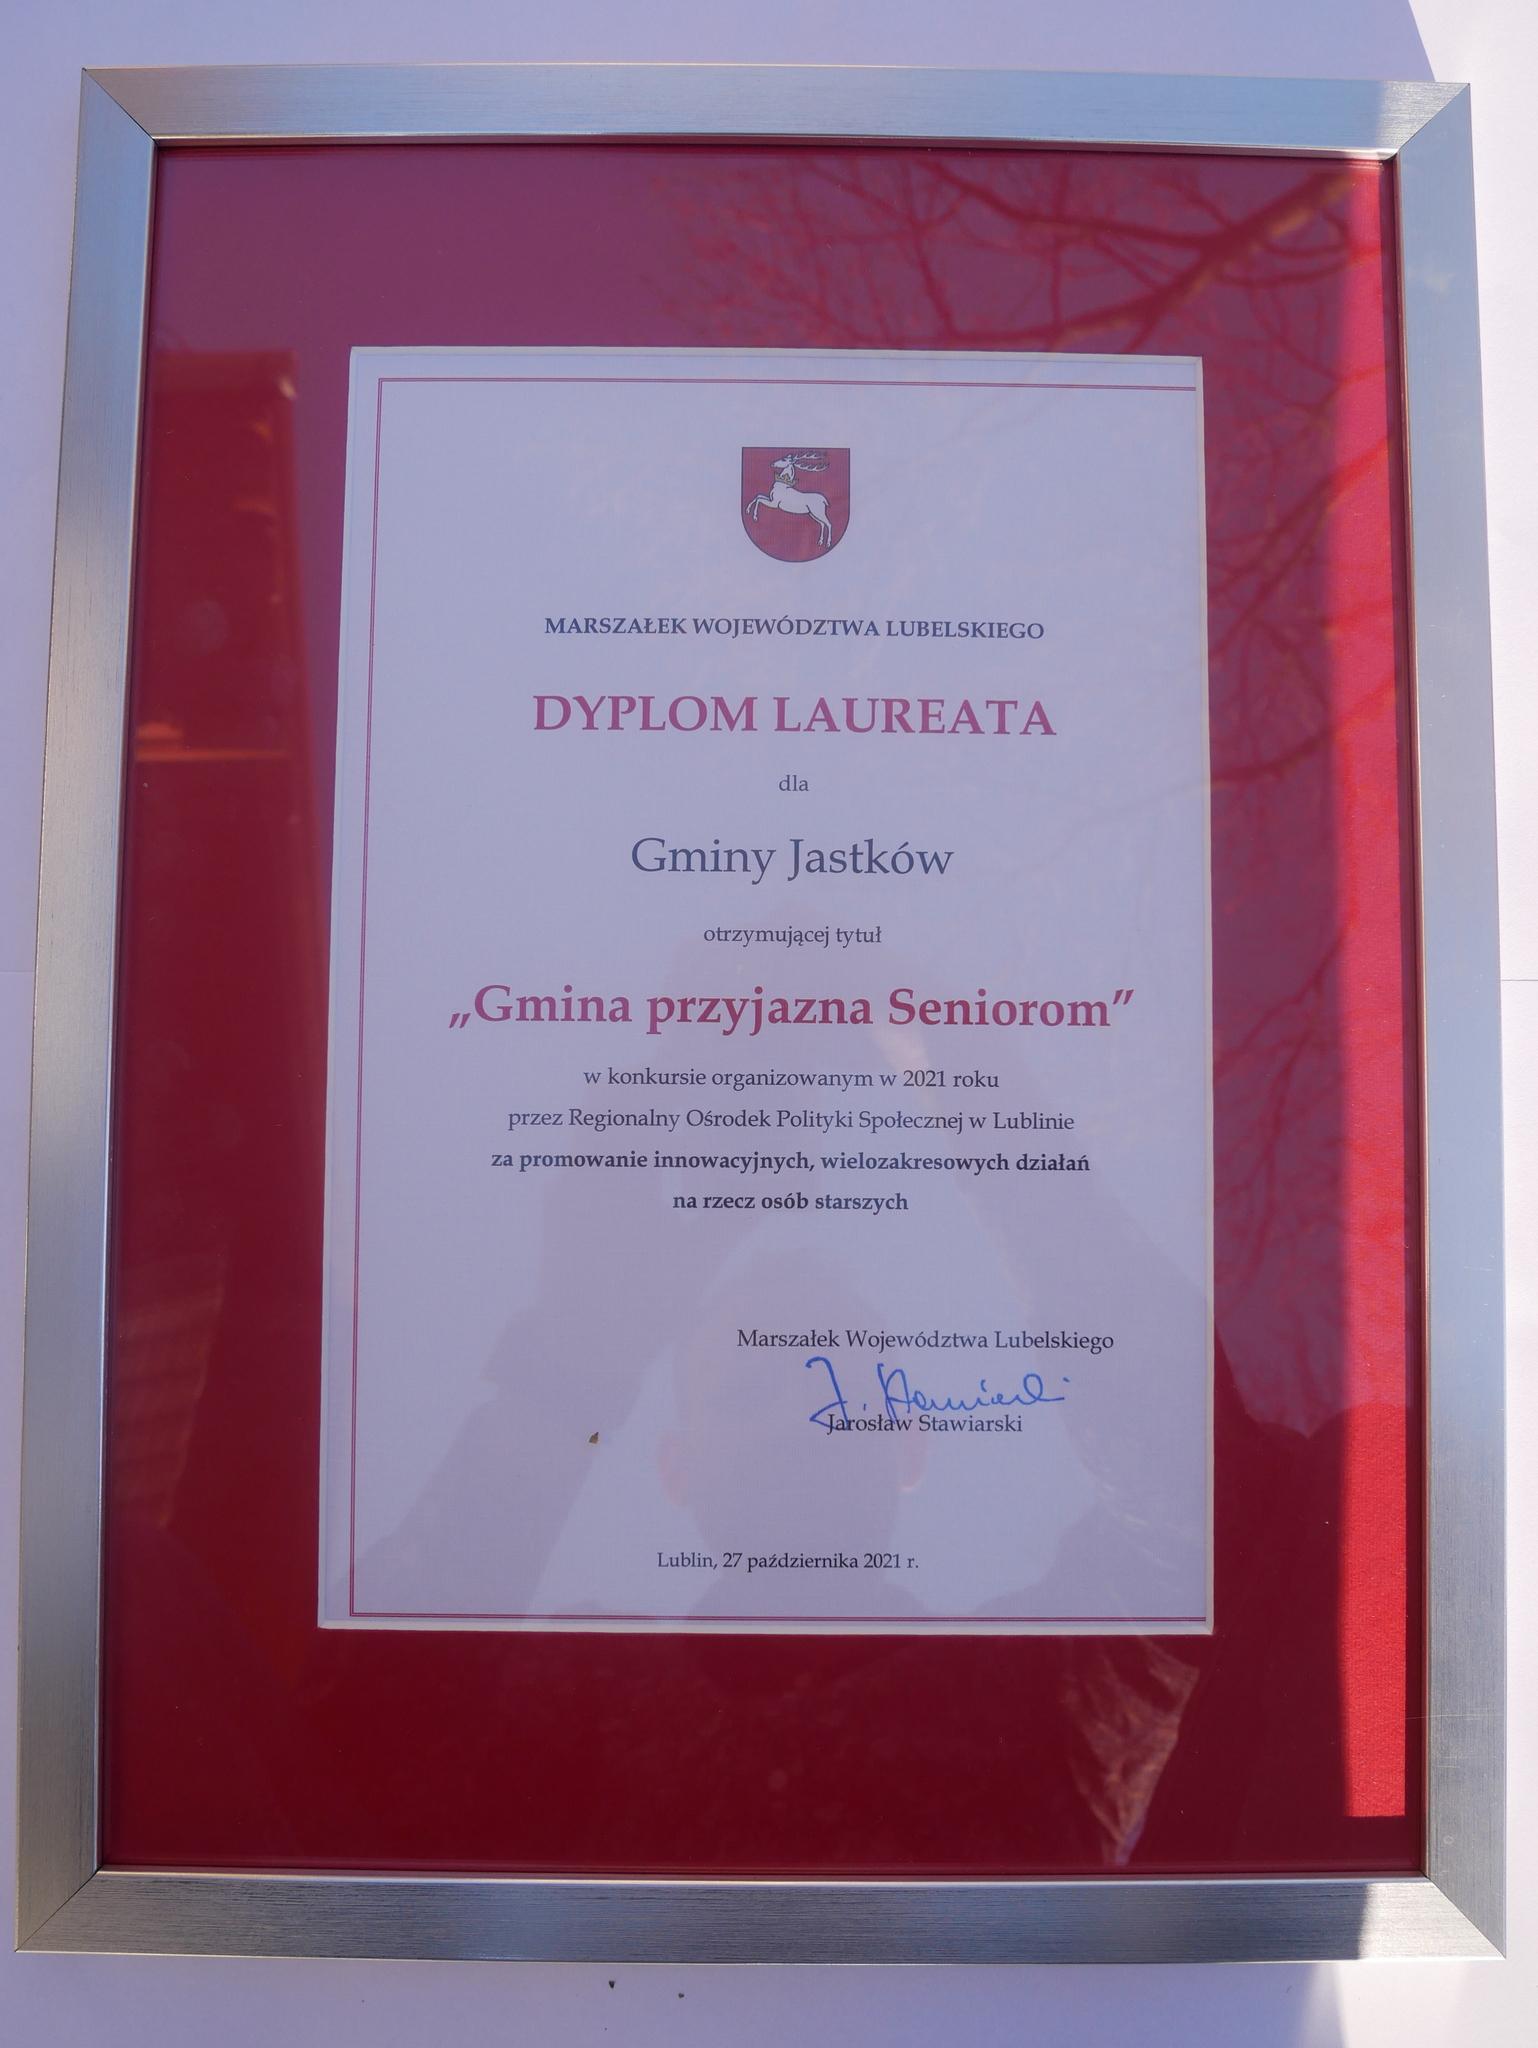 MARSZAŁEK WOJEWÓDZTWA LUBELSKIEGO
DYPLOM LAUREATA
dla
Gminy Jastków
otrzymującej tytuł
„Gmina przyjazna Seniorom”
w konkursie organizowanym w 2021 roku
przez Regionalny Ośrodek Polityki Społecznej w Lublinie
za promowanie innowacyjnych, wielozakresowych działań
na rzecz osób starszych
Marszałek Województwa Lubelskiego
Jarosław Stawiarski
Lublin, 27 października 2021 r.